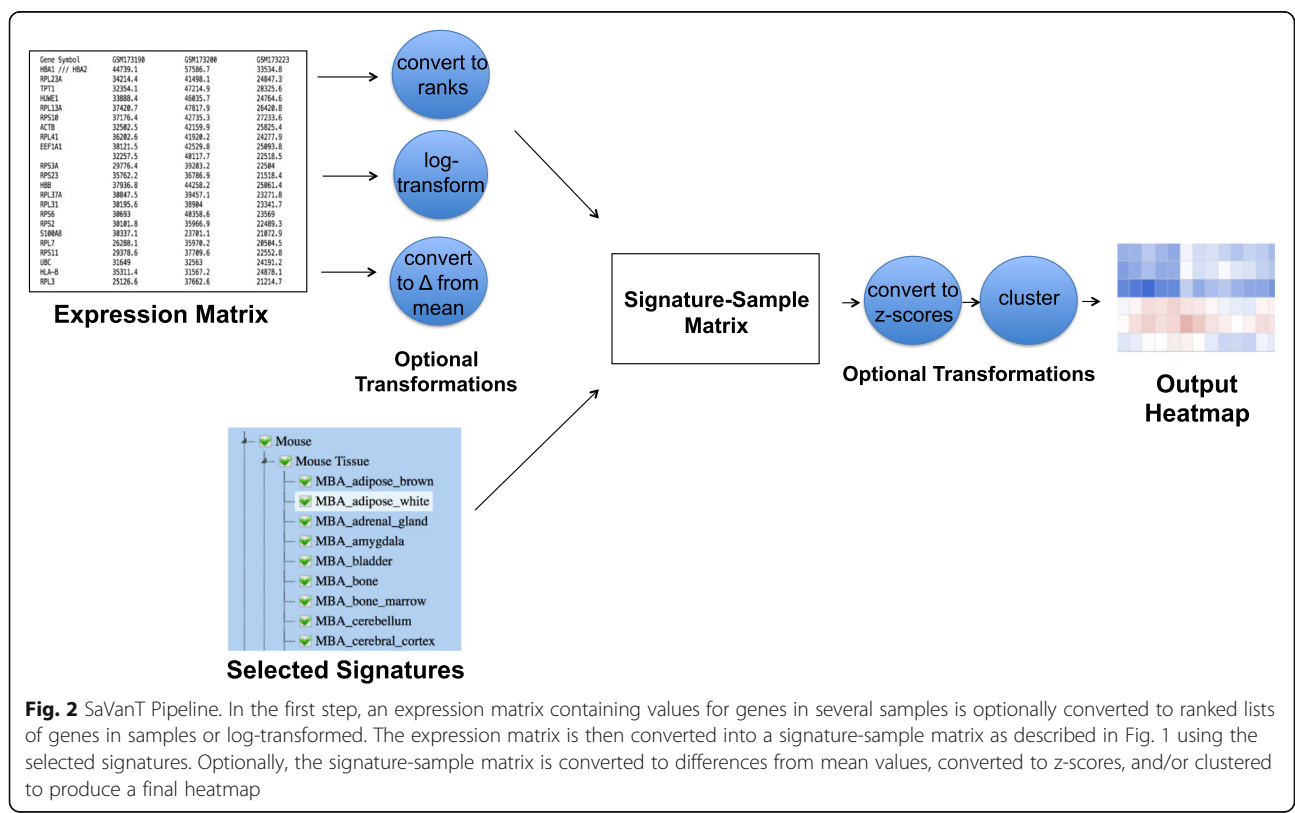 Gene Symbol GSM173190 GSM173200 GSM173223
HBA1 /// HBA2 44739.1 57586.7 33534.8
RPL23A 34214.4 41498.1 24847.3
TPT1 32354.1 47214.9 28325.6
HUWE1 33888.4 46035.7 24764.6
RPL13A 37420.7 47817.9 26420.8
RPS10 37176.4 42735.3 27233.6
ACTB 32502.5 42159.9 25825.4
RPL41 36202.6 41920.2 24277.9
EEF1A1 38121.5 42529.8 25093.8
32257.5 40117.7 22518.5
RPS3A 29776.4 39203.2 22504
RPS23 35762.2 36786.9 21518.4
HBB 37936.8 44258.2 25061.4
RPL37A 30847.5 39457.1 23271.8
RPL31 30195.6 38904 23341.7
RPS6 30693 40358.6 23569
RPS2 30101.8 35966.9 22489.3
S100A8 30337.1 23701.1 21072.9
RPL7 26288.1 35970.2 20504.5
RPS11 29378.6 37709.6 22552.8
UBC 31649 32563 24191.2
HLA-B 35311.4 31567.2 24878.1
RPL3 25126.6 37662.6 21214.7
Expression Matrix
convert to
ranks
log-
transform
convert
to Δ from
mean
Optional
Transformations
Mouse
Mouse Tissue
MBA_adipose_brown
MBA_adipose_white
MBA_adrenal_gland
MBA_amygdala
MBA_bladder
MBA_bone
MBA_bone_marrow
MBA_cerebellum
MBA_cerebral_cortex
Selected Signatures
Signature-Sample
Matrix
convert to
z-scores
cluster
Optional Transformations
Output
Heatmap
Fig. 2 SaVanT Pipeline. In the first step, an expression matrix containing values for genes in several samples is optionally converted to ranked lists
of genes in samples or log-transformed. The expression matrix is then converted into a signature-sample matrix as described in Fig. 1 using the
selected signatures. Optionally, the signature-sample matrix is converted to differences from mean values, converted to z-scores, and/or clustered
to produce a final heatmap